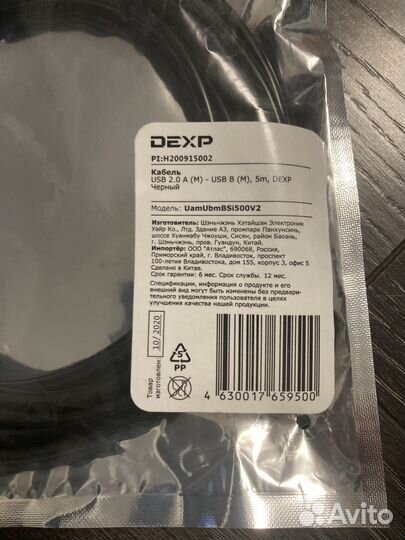 DEXP
PI:H200915002
Кабель
USB 2.0 A (M) - USB B (M), 5m, DEXP
Черный
Модель: UamUbmBSi500V2
Изготовитель: Шэньчжэнь Хэтайщэн Электроник
Уайр Ко., Лтд. Здание А3, промпарк Панхунсинь,
шоссе Хуанмабу Чжоуши, Сисян, район Баоань,
г. Шэньчжэнь, пров. Гуандун, Китай.
Импортёр: ООО "Атлас", 690068, Россия,
Приморский край, г. Владивосток, проспект
100-летия Владивостока, дом 155, корпус 3, офис 5
Сделано в Китае.
Срок гарантии: 6 мес. Срок службы. 12 мес.
Спецификации, информация о продукте и его
внешний вид могут быть изменены без предвари-
тельного уведомления пользователя в целях
улучшения качества нашей продукции.
Товар
изготовлен:
10/2020
5
PP
4 630017 659500
Avito